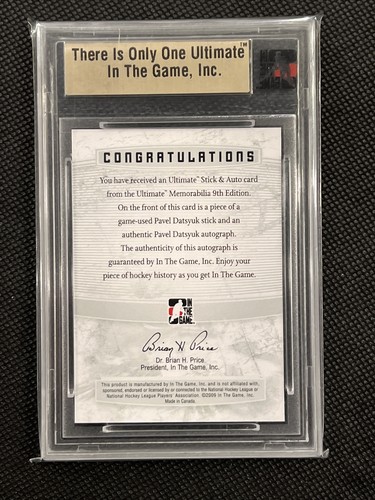 There Is Only One Ultimate™
In The Game, Inc.
CONGRATULATIONS
You have received an Ultimate™ Stick & Auto card
from the Ultimate™ Memorabilia 9th Edition.
On the front of this card is a piece of a
game-used Pavel Datsyuk stick and an
authentic Pavel Datsyuk autograph.
The authenticity of this autograph is
guaranteed by In The Game, Inc. Enjoy your
piece of hockey history as you get In The Game.
IN
THE
GAME
Brian H Price
Dr. Brian H. Price.
President, In The Game, Inc.
This product is manufactured by In The Game, Inc. and is not affiliated with,
sponsored, endorsed or licensed by or connected to the National Hockey League or
National Hockey League Players' Association. ©2009 In The Game, Inc.
Made in Canada.